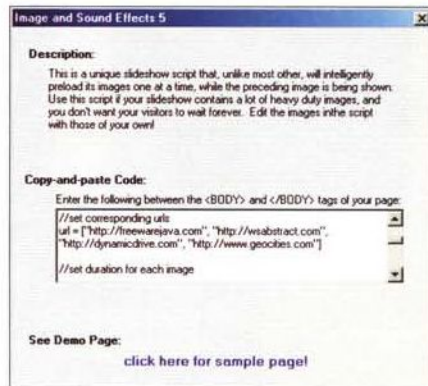 Image and Sound Effects 5
Description:
This is a unique slideshow script that, unlike most other, will intelligently
preload its images one at a time, while the preceding image is being shown.
Use this script if your slideshow contains a lot of heavy duty images, and
you don't want your visitors to wait forever. Edit the images inthe script
with those of your own!
Copy-and-paste Code:
Enter the following between the <BODY> and </BODY> tags of your page:
//set corresponding urls
url = ["http://freewarejava.com", "http://wsabstract.com",
"http://dynamicdrive.com", "http://www.geocities.com"]
//set duration for each image
See Demo Page:
click here for sample page!